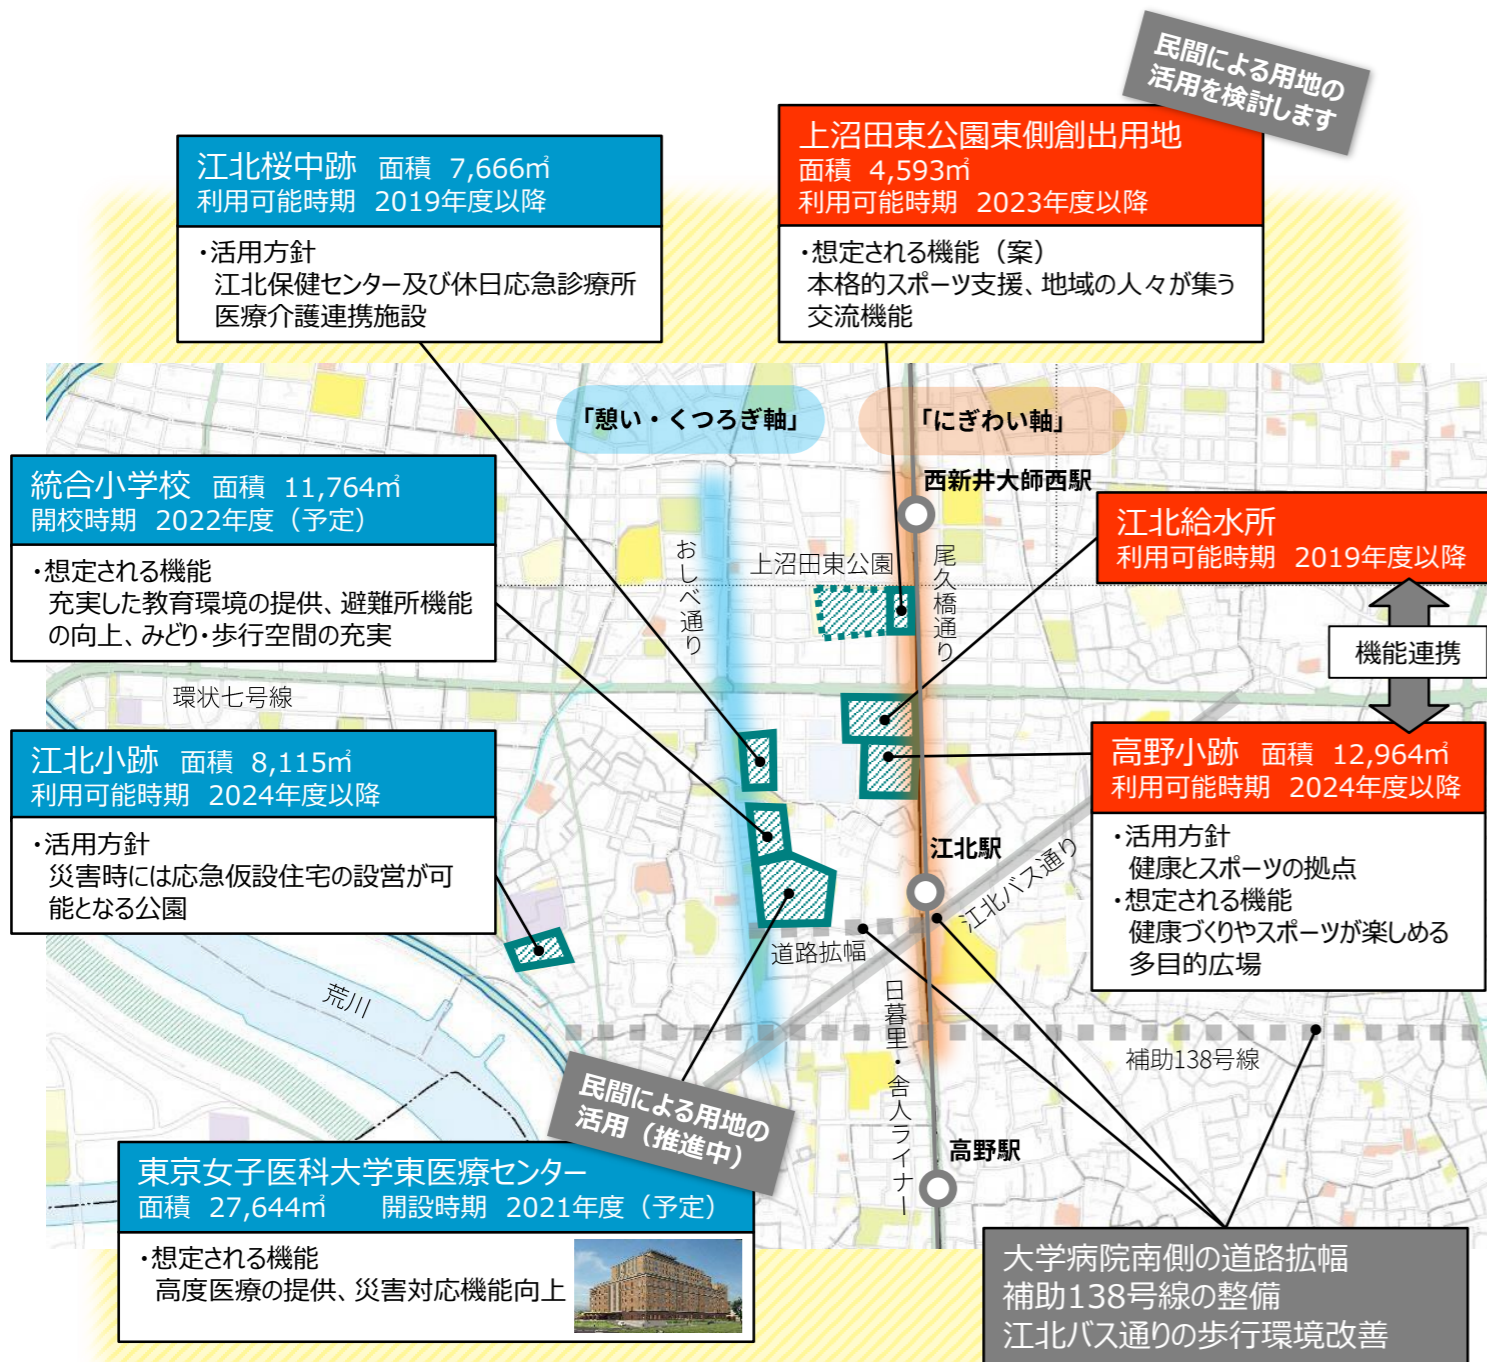 民間による用地の
活用を検討します
江北桜中跡 面積 7,666㎡
利用可能時期 2019年度以降
・活用方針
江北保健センター及び休日応急診療所
医療介護連携施設
上沼田東公園東側創出用地
面積 4,593㎡
利用可能時期 2023年度以降
・想定される機能（案）
本格的スポーツ支援、地域の人々が集う
交流機能
「憩い・くつろぎ軸」
「にぎわい軸」
統合小学校 面積 11,764㎡
開校時期 2022年度（予定）
・想定される機能
充実した教育環境の提供、避難所機能
の向上、みどり・歩行空間の充実
西新井大師西駅
おしべ通り
上沼田東公園
尾久橋通り
江北給水所
利用可能時期 2019年度以降
機能連携
環状七号線
江北小跡 面積 8,115㎡
利用可能時期 2024年度以降
・活用方針
災害時には応急仮設住宅の設営が可
能となる公園
高野小跡 面積 12,964㎡
利用可能時期 2024年度以降
・活用方針
健康とスポーツの拠点
・想定される機能
健康づくりやスポーツが楽しめる
多目的広場
江北駅
江北バス通り
道路拡幅
荒川
日暮里・舎人ライナー
補助138号線
民間による用地の
活用（推進中）
高野駅
東京女子医科大学東医療センター
面積 27,644㎡ 開設時期 2021年度（予定）
・想定される機能
高度医療の提供、災害対応機能向上
大学病院南側の道路拡幅
補助138号線の整備
江北バス通りの歩行環境改善